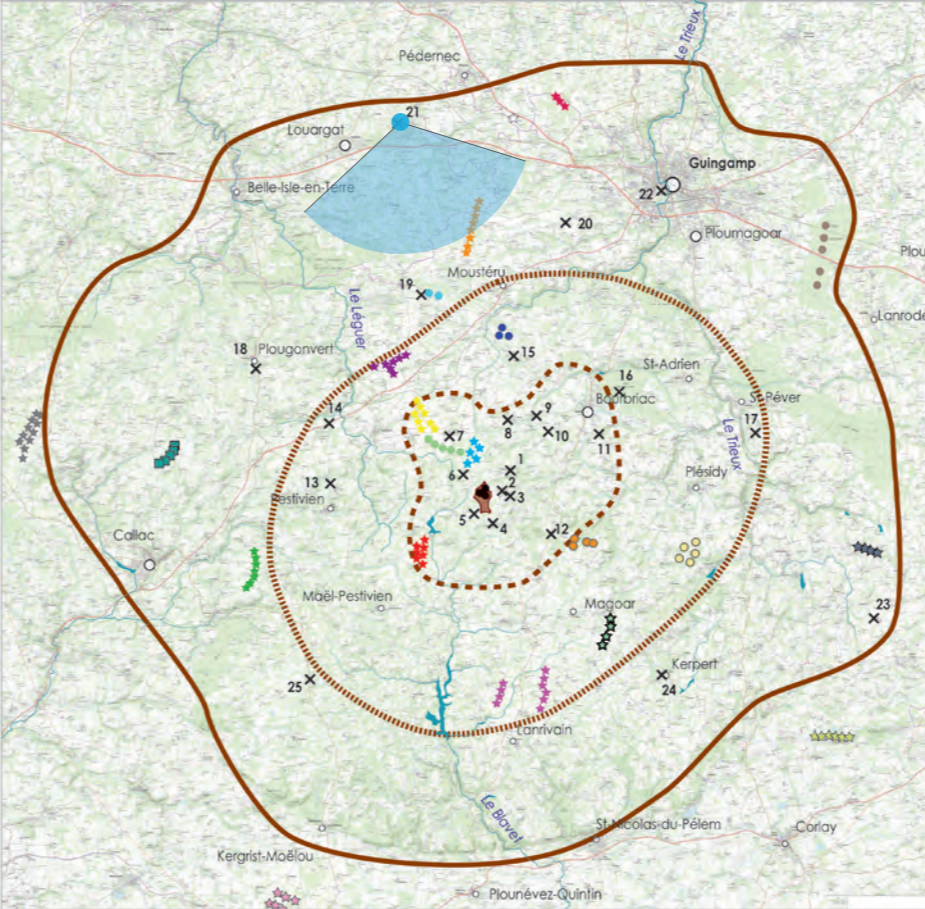 Le Trieux
Pédernec
21
Louargat
Guingamp
Belle-Isle-en-Terre
22
20
Ploumagoar
Plou
Moustéru
19
Le Léguer
Lanrode
18
Plougonvert
15
St-Adrien
16
Bourbriac
St-Péver
14
9
8
10
17
7
11
Le Trieux
1
6
13
2
Plésidy
3
Pestivien
5
4
12
Callac
Maël-Pestivien
Magoar
23
Kerpert
25
24
Lanrivain
Le Blavet
St-Nicolas-du-Pélem
Corlay
Kergrist-Moëlou
Plounévez-Quintin